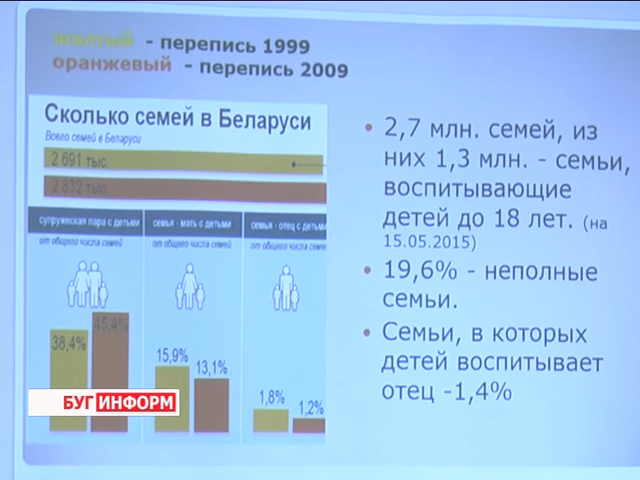 желтый - перепись 1999
оранжевый - перепись 2009
Сколько семей в Беларуси
Всего семей в Беларуси
2 691 тыс.
2 832 тыс.
супружеская пара с детьми
семья - мать с детьми
семья - отец с детьми
от общего числа семей
от общего числа семей
от общего числа семей
38,4%
45,4%
15,9%
13,1%
1,8%
1,2%
• 2,7 млн. семей, из
них 1,3 млн. - семьи,
воспитывающие
детей до 18 лет. (на
15.05.2015)
• 19,6% - неполные
семьи.
• Семьи, в которых
детей воспитывает
отец -1,4%
БУГИНФОРМ